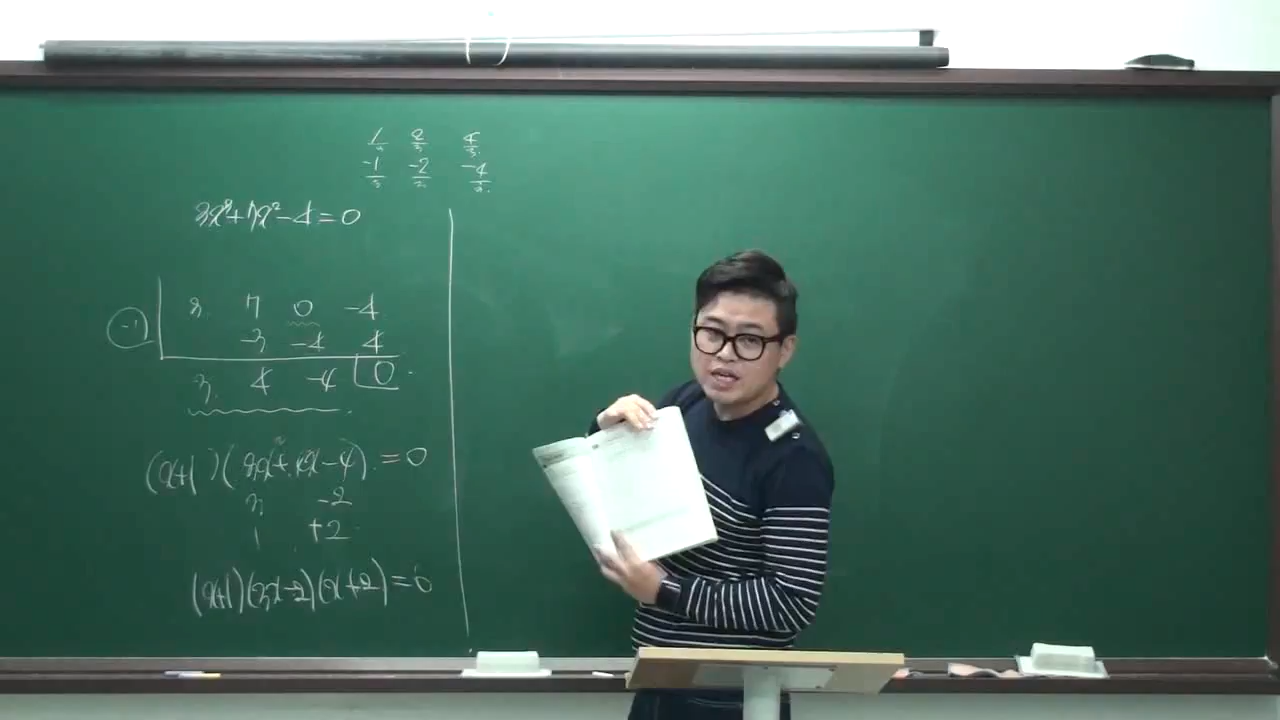 1/3 2/3 4/3.
-1/3 -2/3 -4/3.
3x³+7x²-4=0
-1 3 7 0 -4
-3 -4 4
3 4 -4 0
(x+1)(3x²+4x-4)=0
3 -2
1 +2
(x+1)(3x-2)(x+2)=0